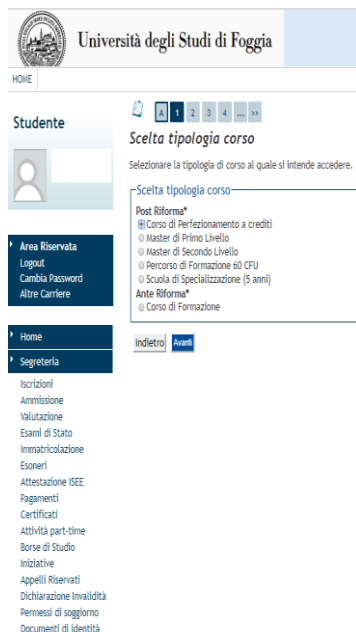 Università degli Studi di Foggia
HOME
Studente
A 1 2 3 4 ... >>
Scelta tipologia corso
Selezionare la tipologia di corso al quale si intende accedere.
Scelta tipologia corso
Post Riforma*
Corso di Perfezionamento a crediti
Master di Primo Livello
Master di Secondo Livello
Percorso di Formazione 60 CFU
Scuola di Specializzazione (5 anni)
Ante Riforma*
Corso di Formazione
Indietro Avanti
Area Riservata
Logout
Cambia Password
Altre Carriere
Home
Segreteria
Iscrizioni
Ammissione
Valutazione
Esami di Stato
Immatricolazione
Esoneri
Attestazione ISEE
Pagamenti
Certificati
Attività part-time
Borse di Studio
Iniziative
Appelli Riservati
Dichiarazione Invalidità
Permessi di soggiorno
Documenti di identità